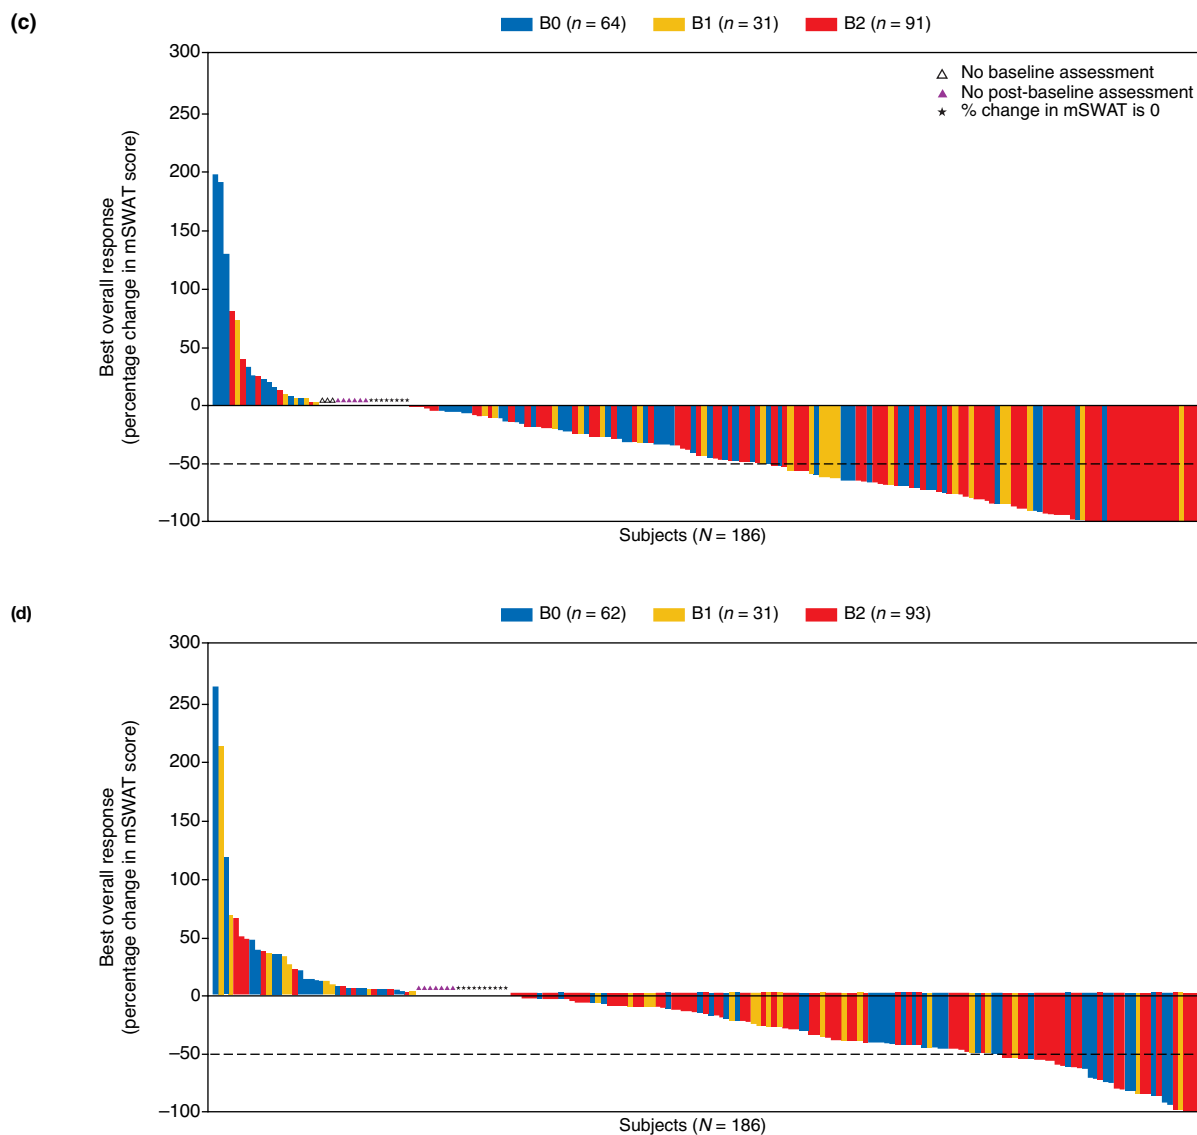 (c)
B0 (n = 64) B1 (n = 31) B2 (n = 91)
300
250
200
150
100
50
0
−50
−100
Best overall response
(percentage change in mSWAT score)
No baseline assessment
No post-baseline assessment
% change in mSWAT is 0
Subjects (N = 186)
(d)
B0 (n = 62) B1 (n = 31) B2 (n = 93)
300
250
200
150
100
50
0
−50
−100
Best overall response
(percentage change in mSWAT score)
Subjects (N = 186)